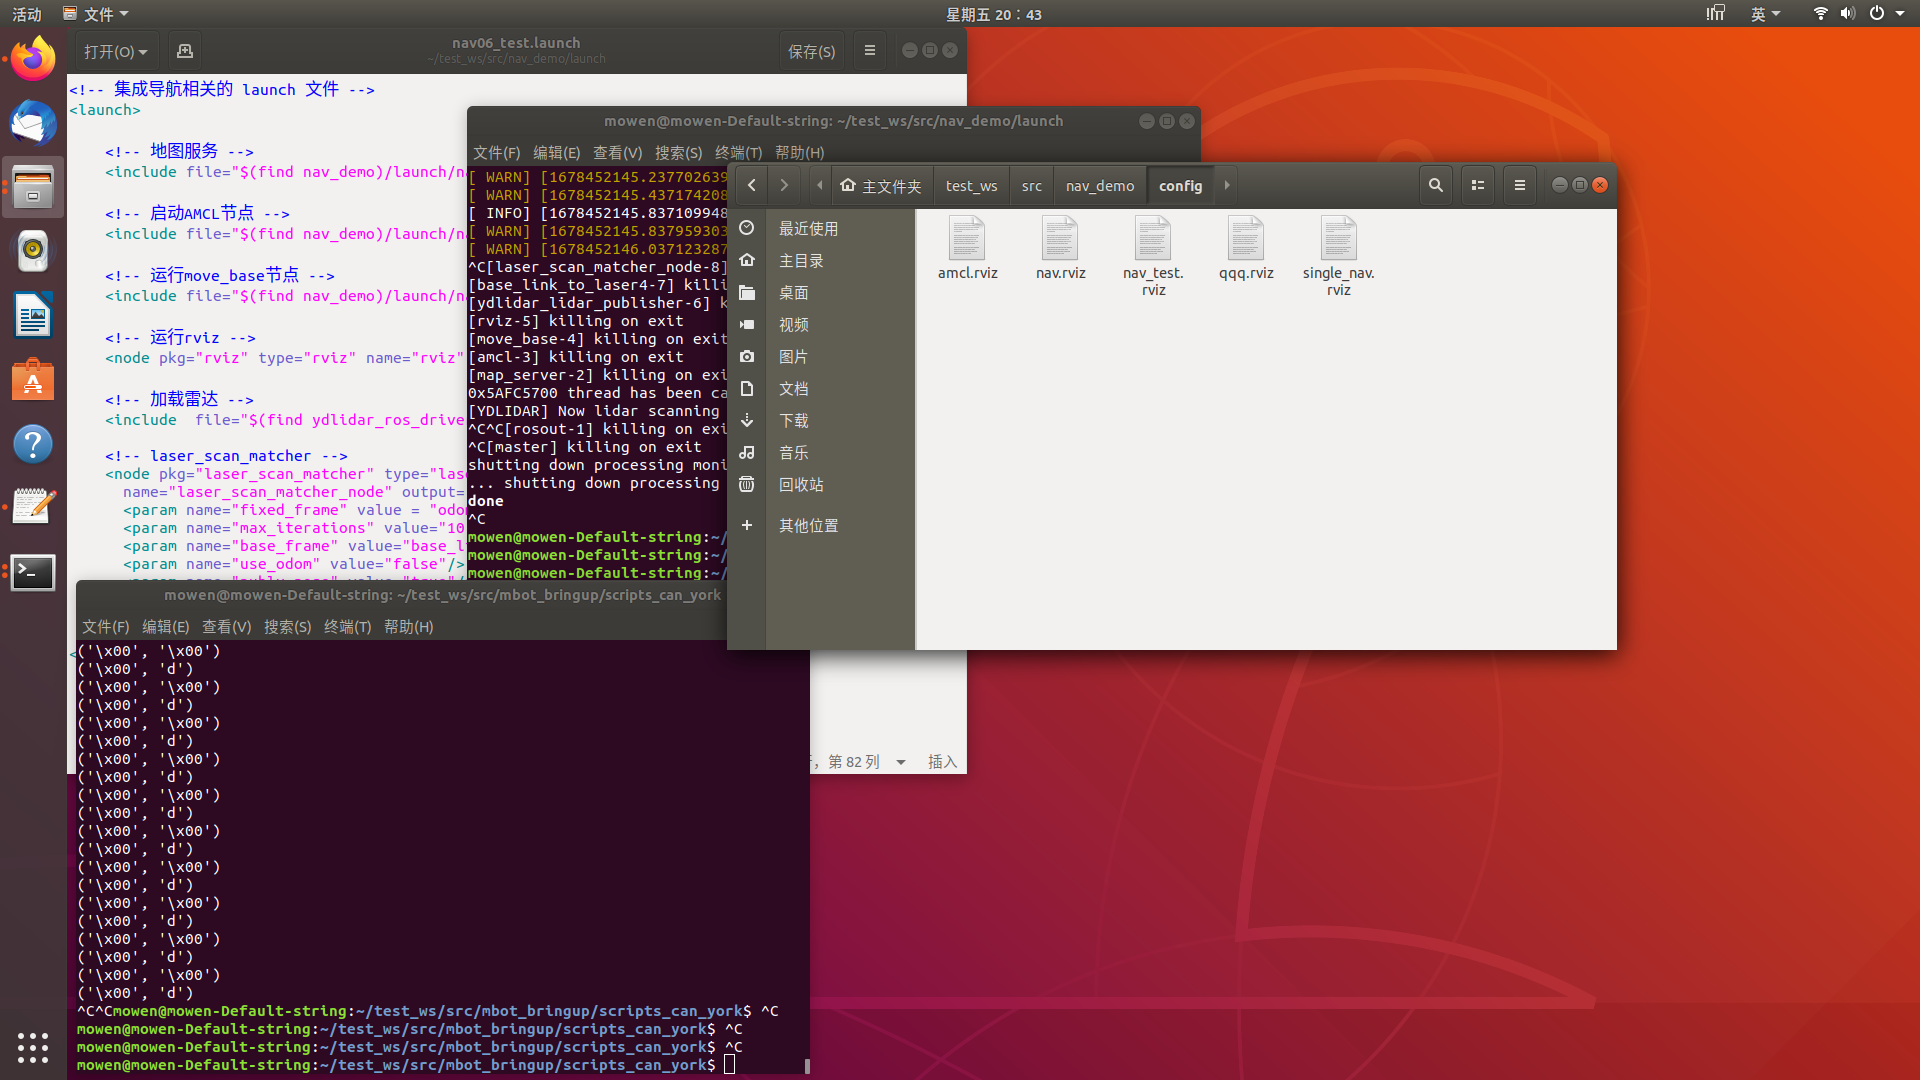 活动
文件
星期五 20：43
英
打开(O)
nav06_test.launch
~/test_ws/src/nav_demo/launch
保存(S)
<!-- 集成导航相关的 launch 文件 -->
<launch>
<!-- 地图服务 -->
<include file="$(find nav_demo)/launch/na
<!-- 启动AMCL节点 -->
<include file="$(find nav_demo)/launch/na
<!-- 运行move_base节点 -->
<include file="$(find nav_demo)/launch/na
<!-- 运行rviz -->
<node pkg="rviz" type="rviz" name="rviz"
<!-- 加载雷达 -->
<include  file="$(find ydlidar_ros_drive
<!-- laser_scan_matcher -->
<node pkg="laser_scan_matcher" type="lase
name="laser_scan_matcher_node" output=
<param name="fixed_frame" value = "odom
<param name="max_iterations" value="10
<param name="base_frame" value="base_l
<param name="use_odom" value="false"/>
第 82 列
插入
mowen@mowen-Default-string: ~/test_ws/src/nav_demo/launch
文件(F) 编辑(E) 查看(V) 搜索(S) 终端(T) 帮助(H)
[ WARN] [1678452145.237702639
[ WARN] [1678452145.437174208
[ INFO] [1678452145.837109948
[ WARN] [1678452145.837959303
[ WARN] [1678452146.037123287
^C[laser_scan_matcher_node-8]
[base_link_to_laser4-7] killi
[ydlidar_lidar_publisher-6] k
[rviz-5] killing on exit
[move_base-4] killing on exit
[amcl-3] killing on exit
[map_server-2] killing on exi
0x5AFC5700 thread has been ca
[YDLIDAR] Now lidar scanning
^C^C[rosout-1] killing on exi
^C[master] killing on exit
shutting down processing moni
... shutting down processing
done
^C
mowen@mowen-Default-string:~/
mowen@mowen-Default-string:~/
mowen@mowen-Default-string:~/
主文件夹 test_ws src nav_demo config
最近使用
主目录
桌面
视频
图片
文档
下载
音乐
回收站
其他位置
amcl.rviz
nav.rviz
nav_test.
rviz
qqq.rviz
single_nav.
rviz
mowen@mowen-Default-string: ~/test_ws/src/mbot_bringup/scripts_can_york
文件(F) 编辑(E) 查看(V) 搜索(S) 终端(T) 帮助(H)
('\x00', '\x00')
('\x00', 'd')
('\x00', '\x00')
('\x00', 'd')
('\x00', '\x00')
('\x00', 'd')
('\x00', '\x00')
('\x00', 'd')
('\x00', '\x00')
('\x00', 'd')
('\x00', '\x00')
('\x00', 'd')
('\x00', '\x00')
('\x00', 'd')
('\x00', '\x00')
('\x00', 'd')
('\x00', '\x00')
('\x00', 'd')
('\x00', '\x00')
('\x00', 'd')
^C^Cmowen@mowen-Default-string:~/test_ws/src/mbot_bringup/scripts_can_york$ ^C
mowen@mowen-Default-string:~/test_ws/src/mbot_bringup/scripts_can_york$ ^C
mowen@mowen-Default-string:~/test_ws/src/mbot_bringup/scripts_can_york$ ^C
mowen@mowen-Default-string:~/test_ws/src/mbot_bringup/scripts_can_york$